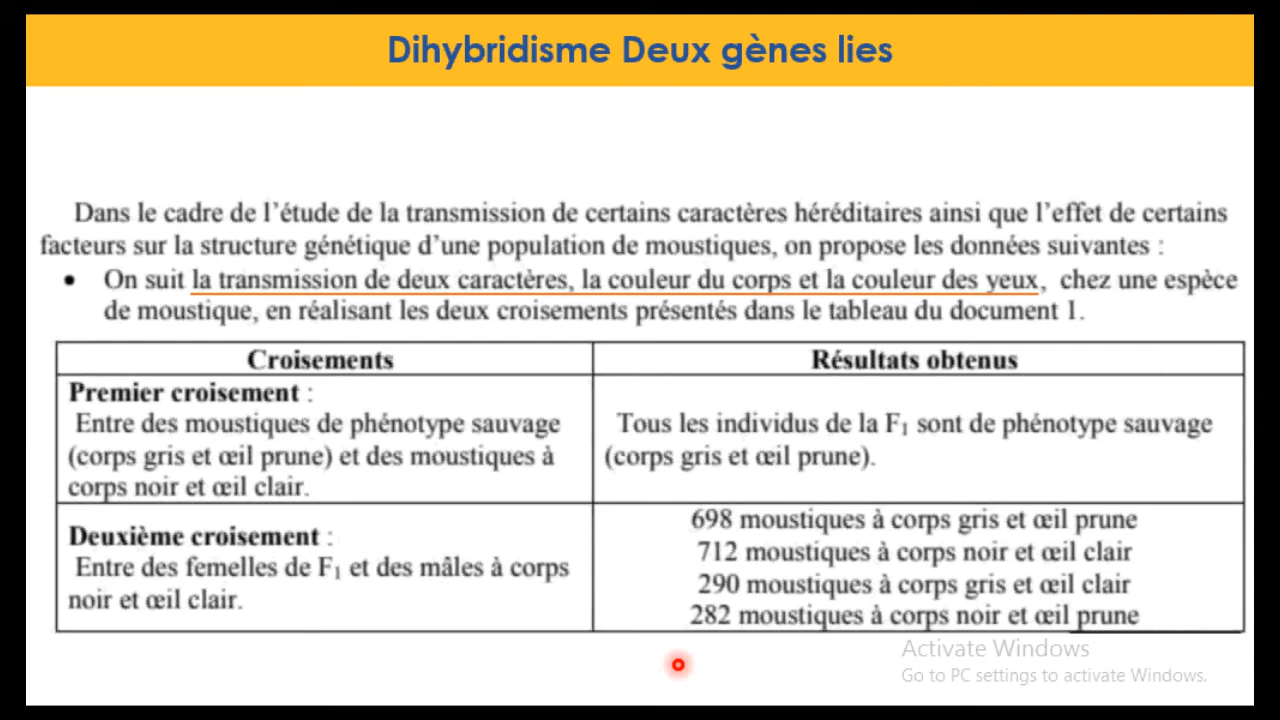 Dihybridisme Deux gènes lies
Dans le cadre de l'étude de la transmission de certains caractères héréditaires ainsi que l'effet de certains
facteurs sur la structure génétique d'une population de moustiques, on propose les données suivantes :
• On suit la transmission de deux caractères, la couleur du corps et la couleur des yeux, chez une espèce
de moustique, en réalisant les deux croisements présentés dans le tableau du document 1.
Croisements
Résultats obtenus
Premier croisement :
Entre des moustiques de phénotype sauvage
(corps gris et œil prune) et des moustiques à
corps noir et œil clair.
Tous les individus de la F₁ sont de phénotype sauvage
(corps gris et œil prune).
Deuxième croisement :
Entre des femelles de F₁ et des mâles à corps
noir et œil clair.
698 moustiques à corps gris et œil prune
712 moustiques à corps noir et œil clair
290 moustiques à corps gris et œil clair
282 moustiques à corps noir et œil prune
Activate Windows
Go to PC settings to activate Windows.